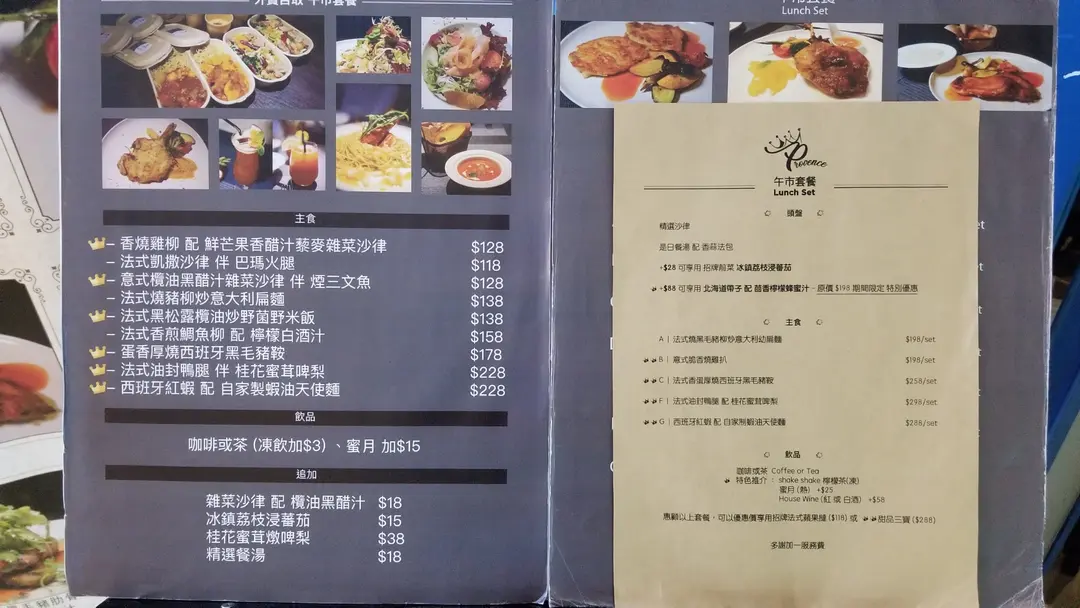 外賣自取 午市套餐
主食
– 香燒雞柳 配 鮮芒果香醋汁藜麥雜菜沙律 $128
– 法式凱撒沙律 伴 巴瑪火腿 $118
– 意式欖油黑醋汁雜菜沙律 伴 煙三文魚 $128
– 法式燒豬柳炒意大利扁麵 $138
– 法式黑松露欖油炒野菌野米飯 $138
– 法式香煎鯛魚柳 配 檸檬白酒汁 $158
– 蛋香厚燒西班牙黑毛豬鞍 $178
– 法式油封鴨腿 伴 桂花蜜茸啤梨 $228
– 西班牙紅蝦 配 自家製蝦油天使麵 $228
飲品
咖啡或茶 (凍飲加$3) 、蜜月 加$15
追加
雜菜沙律 配 欖油黑醋汁 $18
冰鎮荔枝浸蕃茄 $15
桂花蜜茸燉啤梨 $38
精選餐湯 $18
午市套餐
Lunch Set
Provence
午市套餐
Lunch Set
頭盤
精選沙律
是日餐湯 配 香蒜法包
+$28 可享用 招牌前菜 冰鎮荔枝浸蕃茄
+$88 可享用 北海道帶子 配 茴香檸檬蜂蜜汁 - 原價 $198 期間限定 特別優惠
主食
A | 法式燒黑毛豬柳炒意大利幼扁麵 $198/set
B | 意式脆香燒雞扒 $198/set
C | 法式香蛋厚燒西班牙黑毛豬鞍 $258/set
F | 法式油封鴨腿 配 桂花蜜茸啤梨 $298/set
G | 西班牙紅蝦 配 自家制蝦油天使麵 $288/set
飲品
咖啡或茶 Coffee or Tea
特色推介 : shake shake 檸檬茶(凍)
蜜月 (熱) +$25
House Wine (紅 或 白酒) +$58
惠顧以上套餐，可以優惠價享用招牌法式蘋果撻 ($118) 或 甜品三寶 ($288)
多謝加一服務費